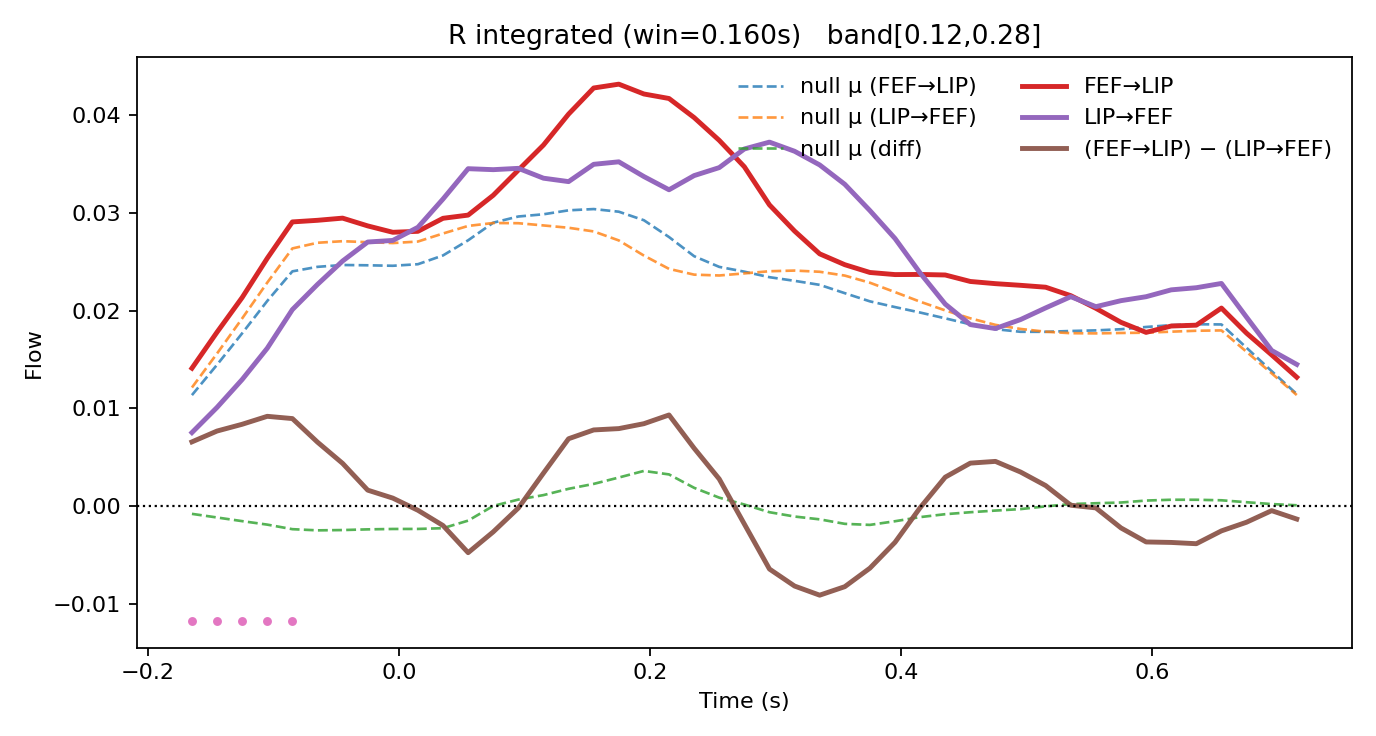 R integrated (win=0.160s)   band[0.12,0.28]
null μ (FEF→LIP)
null μ (LIP→FEF)
null μ (diff)
FEF→LIP
LIP→FEF
(FEF→LIP) − (LIP→FEF)
Flow
0.04
0.03
0.02
0.01
0.00
−0.01
−0.2
0.0
0.2
0.4
0.6
Time (s)